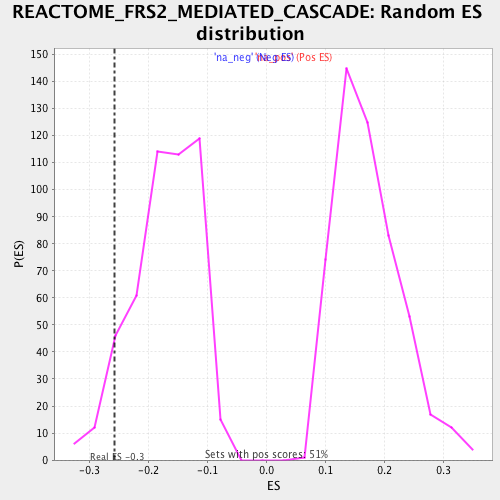 REACTOME_FRS2_MEDIATED_CASCADE: Random ES
distribution
'na_neg' (Neg ES)
'na_pos' (Pos ES)
150
140
130
120
110
100
90
80
70
60
50
40
30
20
10
0
P(ES)
Real ES -0.3
Sets with pos scores: 51%
-0.3 -0.2 -0.1 0.0 0.1 0.2 0.3
ES